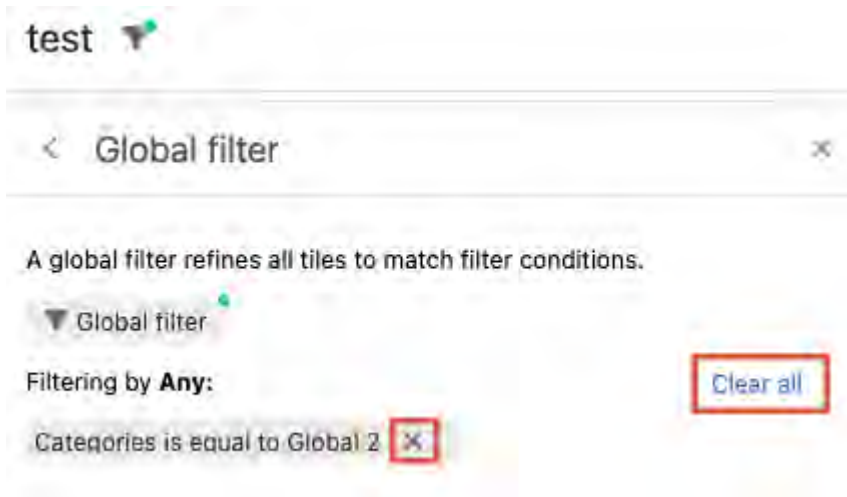 test
Global filter
A global filter refines all tiles to match filter conditions.
Global filter
Filtering by Any:
Clear all
Categories is equal to Global 2